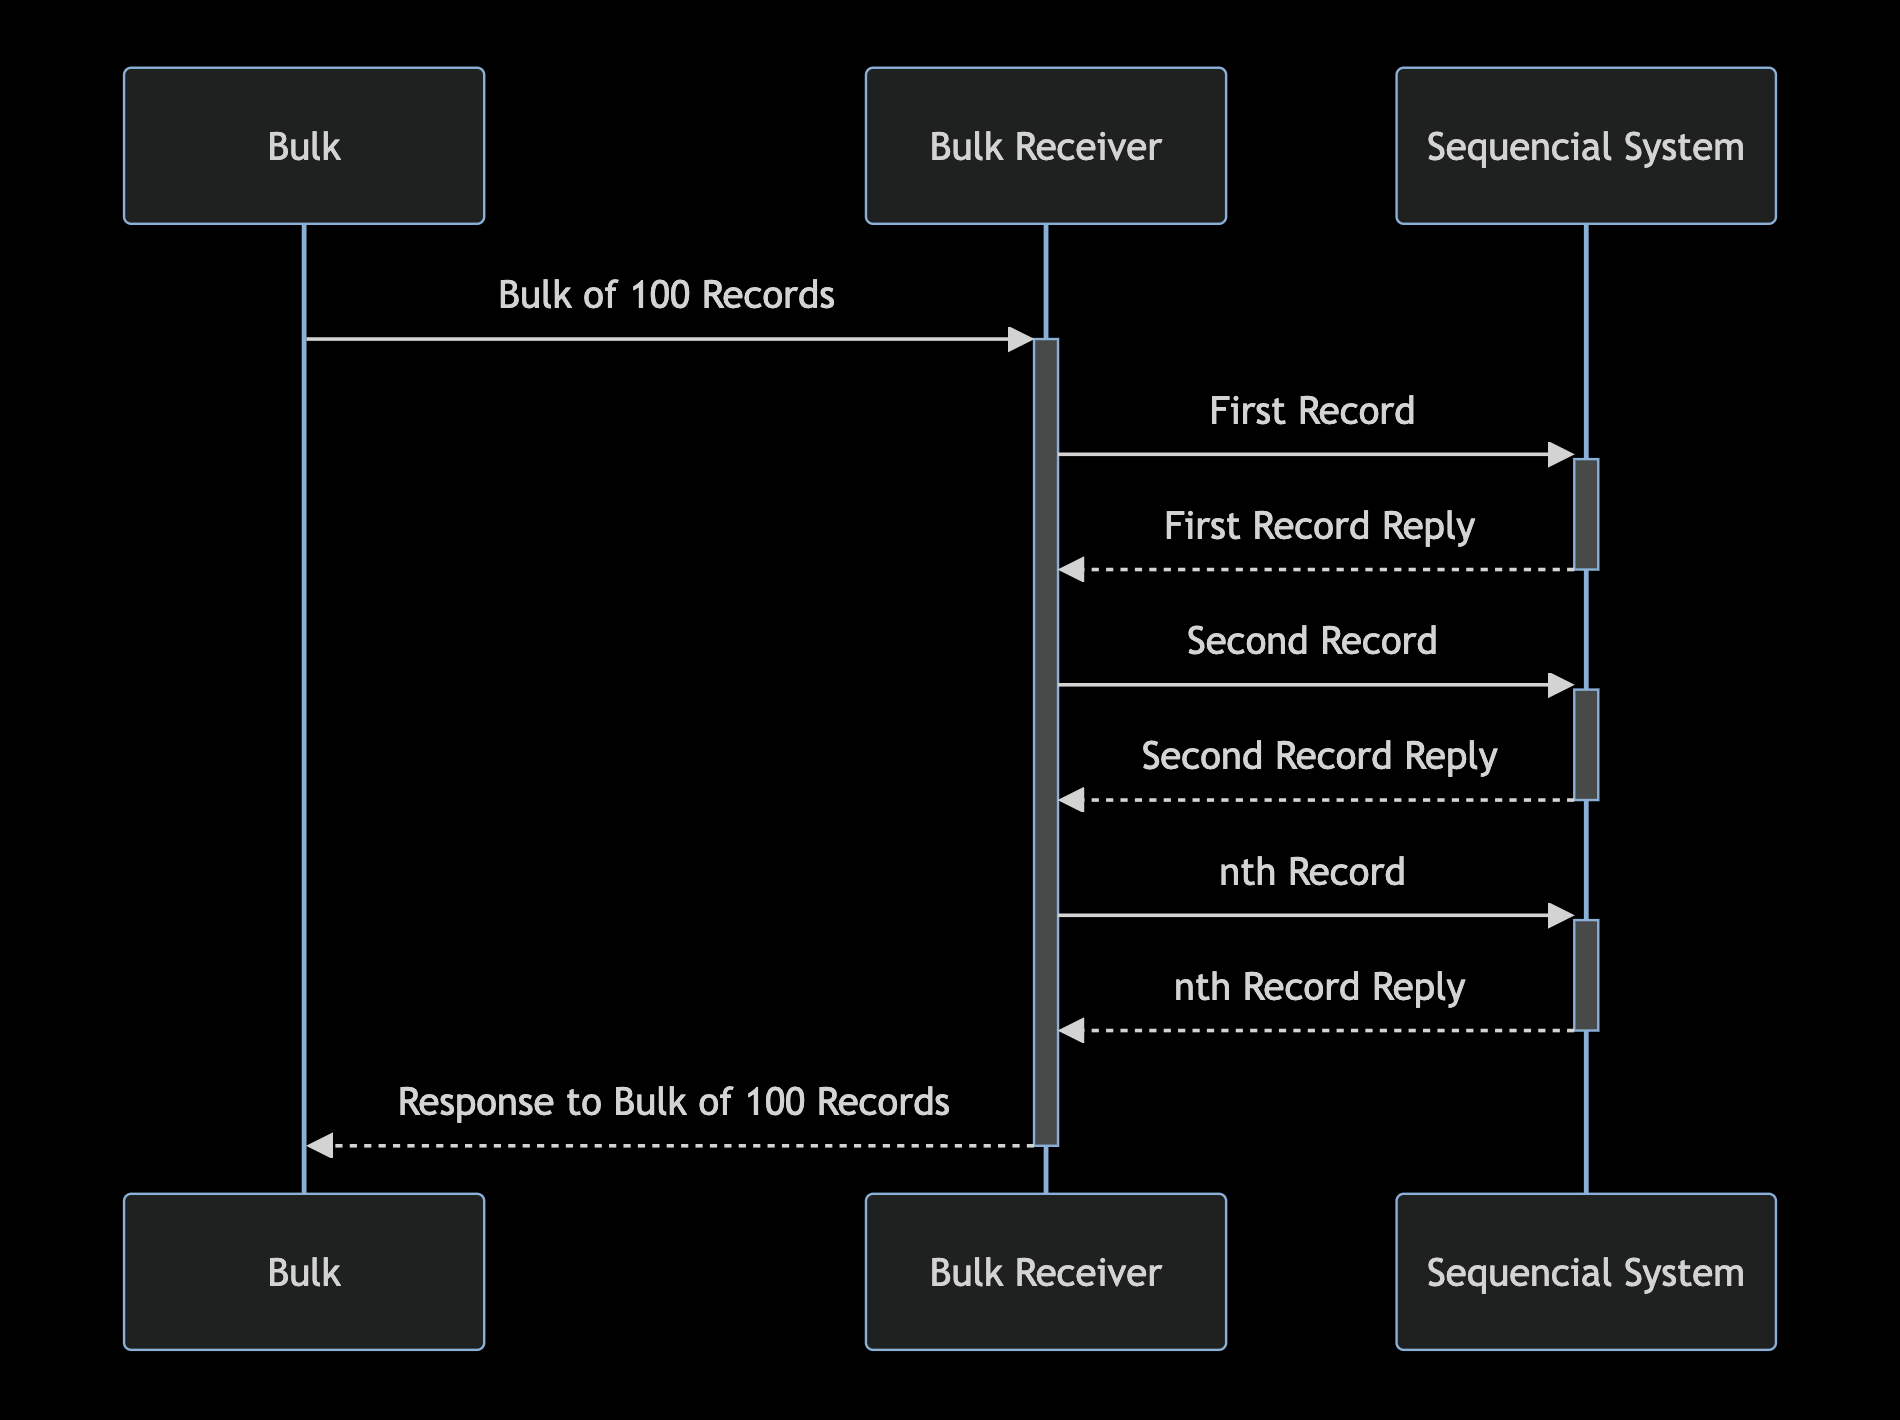 Bulk
Bulk Receiver
Sequencial System
Bulk of 100 Records
First Record
First Record Reply
Second Record
Second Record Reply
nth Record
nth Record Reply
Response to Bulk of 100 Records
Bulk
Bulk Receiver
Sequencial System